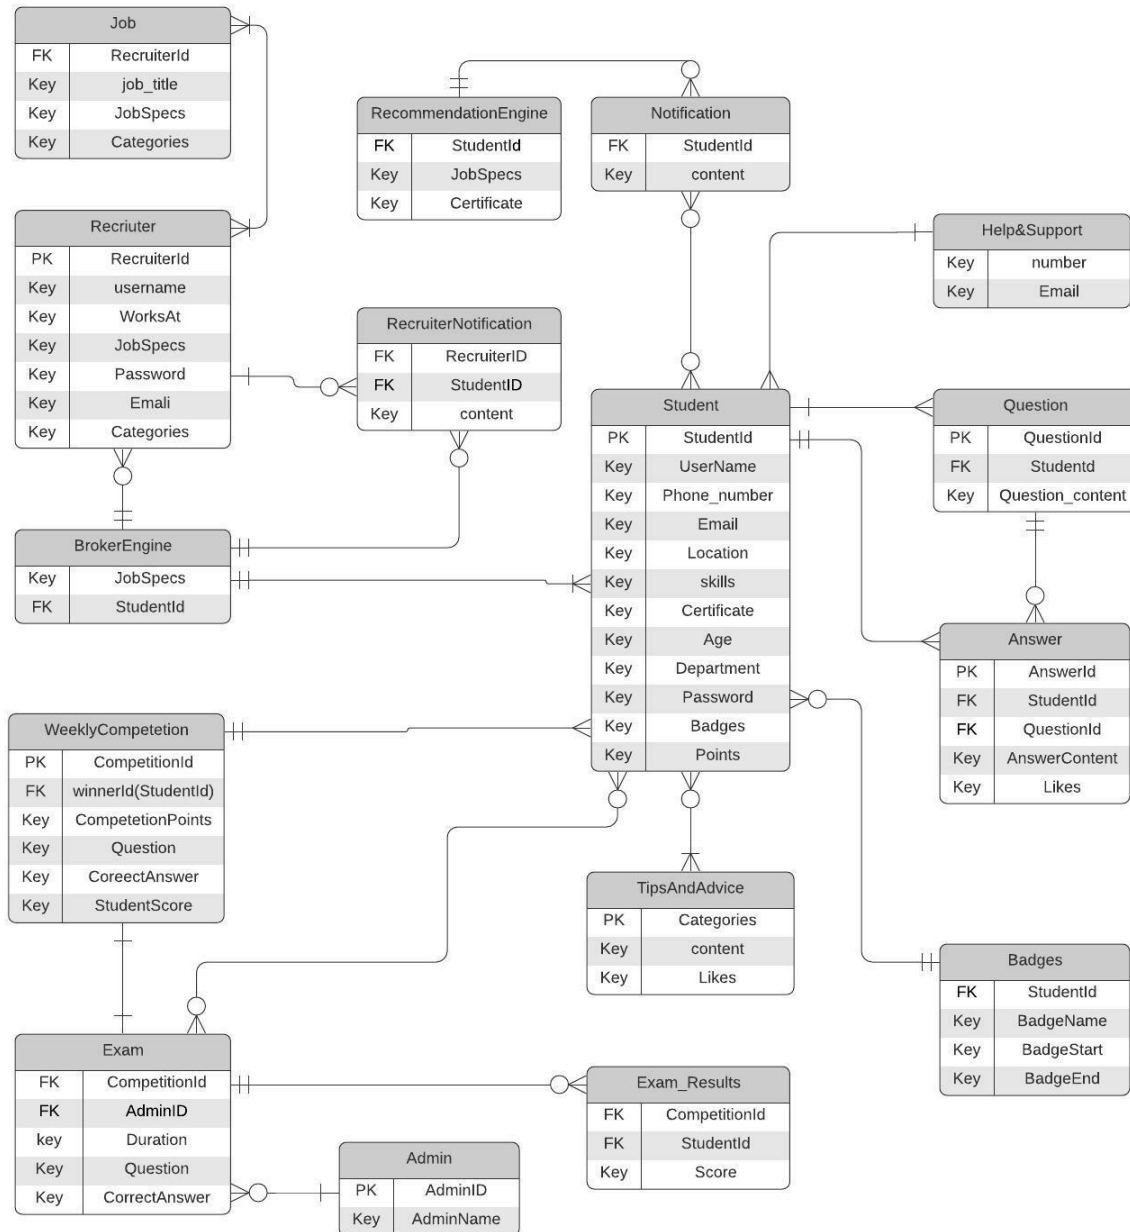 Job
FK RecruiterId
Key job_title
Key JobSpecs
Key Categories
RecommendationEngine
FK StudentId
Key JobSpecs
Key Certificate
Notification
FK StudentId
Key content
Recriuter
PK RecruiterId
Key username
Key WorksAt
Key JobSpecs
Key Password
Key Emali
Key Categories
Help&Support
Key number
Key Email
RecruiterNotification
FK RecruiterID
FK StudentID
Key content
Student
PK StudentId
Key UserName
Key Phone_number
Key Email
Key Location
Key skills
Key Certificate
Key Age
Key Department
Key Password
Key Badges
Key Points
Question
PK QuestionId
FK Studentd
Key Question_content
BrokerEngine
Key JobSpecs
FK StudentId
Answer
PK AnswerId
FK StudentId
FK QuestionId
Key AnswerContent
Key Likes
WeeklyCompetetion
PK CompetitionId
FK winnerId(StudentId)
Key CompetetionPoints
Key Question
Key CoreectAnswer
Key StudentScore
TipsAndAdvice
PK Categories
Key content
Key Likes
Badges
FK StudentId
Key BadgeName
Key BadgeStart
Key BadgeEnd
Exam
FK CompetitionId
FK AdminID
key Duration
Key Question
Key CorrectAnswer
Exam_Results
FK CompetitionId
FK StudentId
Key Score
Admin
PK AdminID
Key AdminName